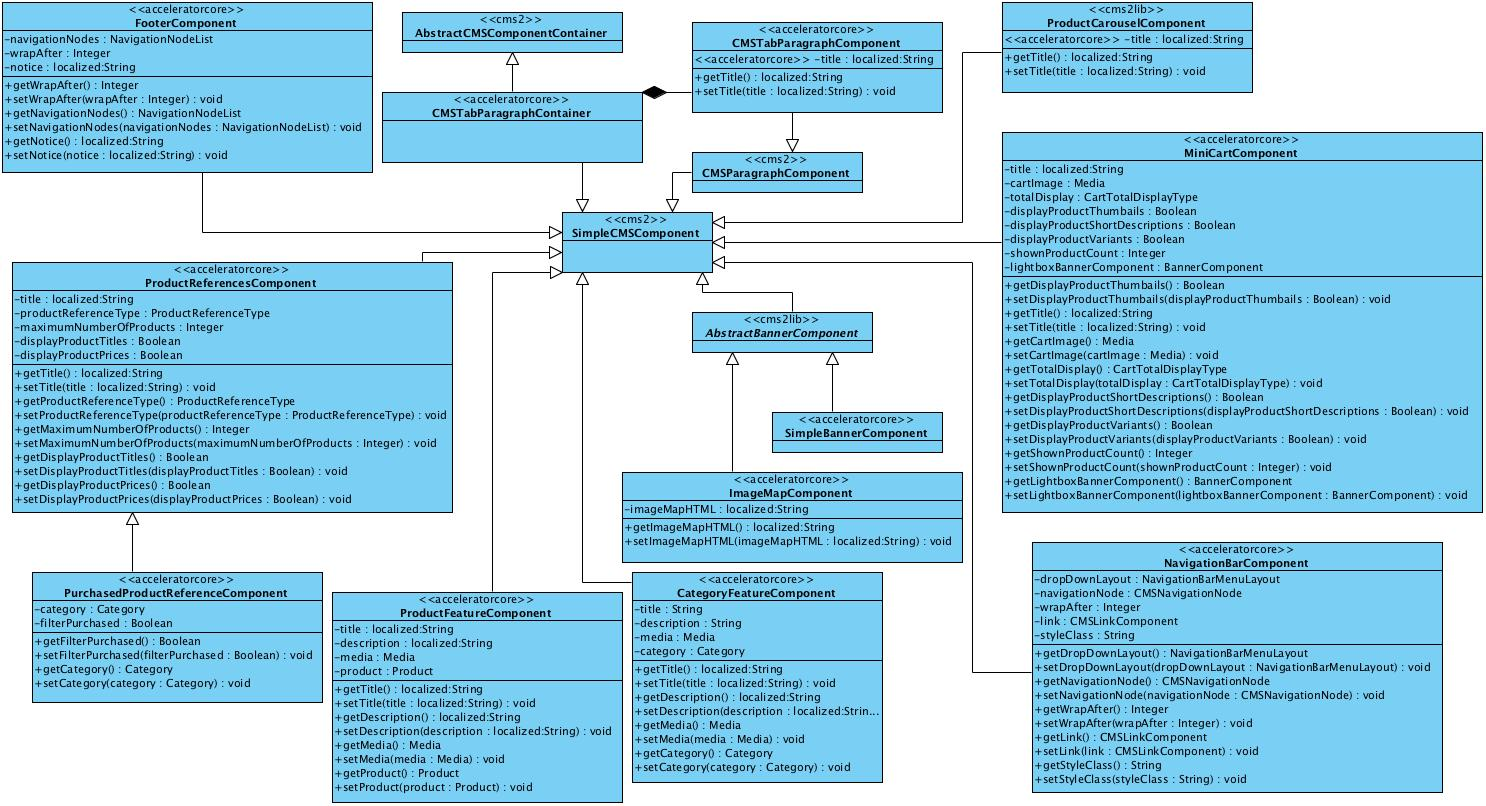 <<acceleratorcore>>
FooterComponent
-navigationNodes : NavigationNodeList
-wrapAfter : Integer
-notice : localized:String
+getWrapAfter() : Integer
+setWrapAfter(wrapAfter : Integer) : void
+getNavigationNodes() : NavigationNodeList
+setNavigationNodes(navigationNodes : NavigationNodeList) : void
+getNotice() : localized:String
+setNotice(notice : localized:String) : void
<<cms2>>
AbstractCMSComponentContainer
<<acceleratorcore>>
CMSTabParagraphContainer
<<acceleratorcore>>
CMSTabParagraphComponent
<<acceleratorcore>> -title : localized:String
+getTitle() : localized:String
+setTitle(title : localized:String) : void
<<cms2>>
CMSParagraphComponent
<<cms2lib>>
ProductCarouselComponent
<<acceleratorcore>> -title : localized:String
+getTitle() : localized:String
+setTitle(title : localized:String) : void
<<cms2>>
SimpleCMSComponent
<<acceleratorcore>>
MiniCartComponent
-title : localized:String
-cartImage : Media
-totalDisplay : CartTotalDisplayType
-displayProductThumbails : Boolean
-displayProductShortDescriptions : Boolean
-displayProductVariants : Boolean
-shownProductCount : Integer
-lightboxBannerComponent : BannerComponent
+getDisplayProductThumbails() : Boolean
+setDisplayProductThumbails(displayProductThumbails : Boolean) : void
+getTitle() : localized:String
+setTitle(title : localized:String) : void
+getCartImage() : Media
+setCartImage(cartImage : Media) : void
+getTotalDisplay() : CartTotalDisplayType
+setTotalDisplay(totalDisplay : CartTotalDisplayType) : void
+getDisplayProductShortDescriptions() : Boolean
+setDisplayProductShortDescriptions(displayProductShortDescriptions : Boolean) : void
+getDisplayProductVariants() : Boolean
+setDisplayProductVariants(displayProductVariants : Boolean) : void
+getShownProductCount() : Integer
+setShownProductCount(shownProductCount : Integer) : void
+getLightboxBannerComponent() : BannerComponent
+setLightboxBannerComponent(lightboxBannerComponent : BannerComponent) : void
<<acceleratorcore>>
ProductReferencesComponent
-title : localized:String
-productReferenceType : ProductReferenceType
-maximumNumberOfProducts : Integer
-displayProductTitles : Boolean
-displayProductPrices : Boolean
+getTitle() : localized:String
+setTitle(title : localized:String) : void
+getProductReferenceType() : ProductReferenceType
+setProductReferenceType(productReferenceType : ProductReferenceType) : void
+getMaximumNumberOfProducts() : Integer
+setMaximumNumberOfProducts(maximumNumberOfProducts : Integer) : void
+getDisplayProductTitles() : Boolean
+setDisplayProductTitles(displayProductTitles : Boolean) : void
+getDisplayProductPrices() : Boolean
+setDisplayProductPrices(displayProductPrices : Boolean) : void
<<cms2lib>>
AbstractBannerComponent
<<acceleratorcore>>
SimpleBannerComponent
<<acceleratorcore>>
ImageMapComponent
-imageMapHTML : localized:String
+getImageMapHTML() : localized:String
+setImageMapHTML(imageMapHTML : localized:String) : void
<<acceleratorcore>>
PurchasedProductReferenceComponent
-category : Category
-filterPurchased : Boolean
+getFilterPurchased() : Boolean
+setFilterPurchased(filterPurchased : Boolean) : void
+getCategory() : Category
+setCategory(category : Category) : void
<<acceleratorcore>>
ProductFeatureComponent
-title : localized:String
-description : localized:String
-media : Media
-product : Product
+getTitle() : localized:String
+setTitle(title : localized:String) : void
+getDescription() : localized:String
+setDescription(description : localized:String) : void
+getMedia() : Media
+setMedia(media : Media) : void
+getProduct() : Product
+setProduct(product : Product) : void
<<acceleratorcore>>
CategoryFeatureComponent
-title : String
-description : String
-media : Media
-category : Category
+getTitle() : localized:String
+setTitle(title : localized:String) : void
+getDescription() : localized:String
+setDescription(description : localized:Strin...
+getMedia() : Media
+setMedia(media : Media) : void
+getCategory() : Category
+setCategory(category : Category) : void
<<acceleratorcore>>
NavigationBarComponent
-dropDownLayout : NavigationBarMenuLayout
-navigationNode : CMSNavigationNode
-wrapAfter : Integer
-link : CMSLinkComponent
-styleClass : String
+getDropDownLayout() : NavigationBarMenuLayout
+setDropDownLayout(dropDownLayout : NavigationBarMenuLayout) : void
+getNavigationNode() : CMSNavigationNode
+setNavigationNode(navigationNode : CMSNavigationNode) : void
+getWrapAfter() : Integer
+setWrapAfter(wrapAfter : Integer) : void
+getLink() : CMSLinkComponent
+setLink(link : CMSLinkComponent) : void
+getStyleClass() : String
+setStyleClass(styleClass : String) : void